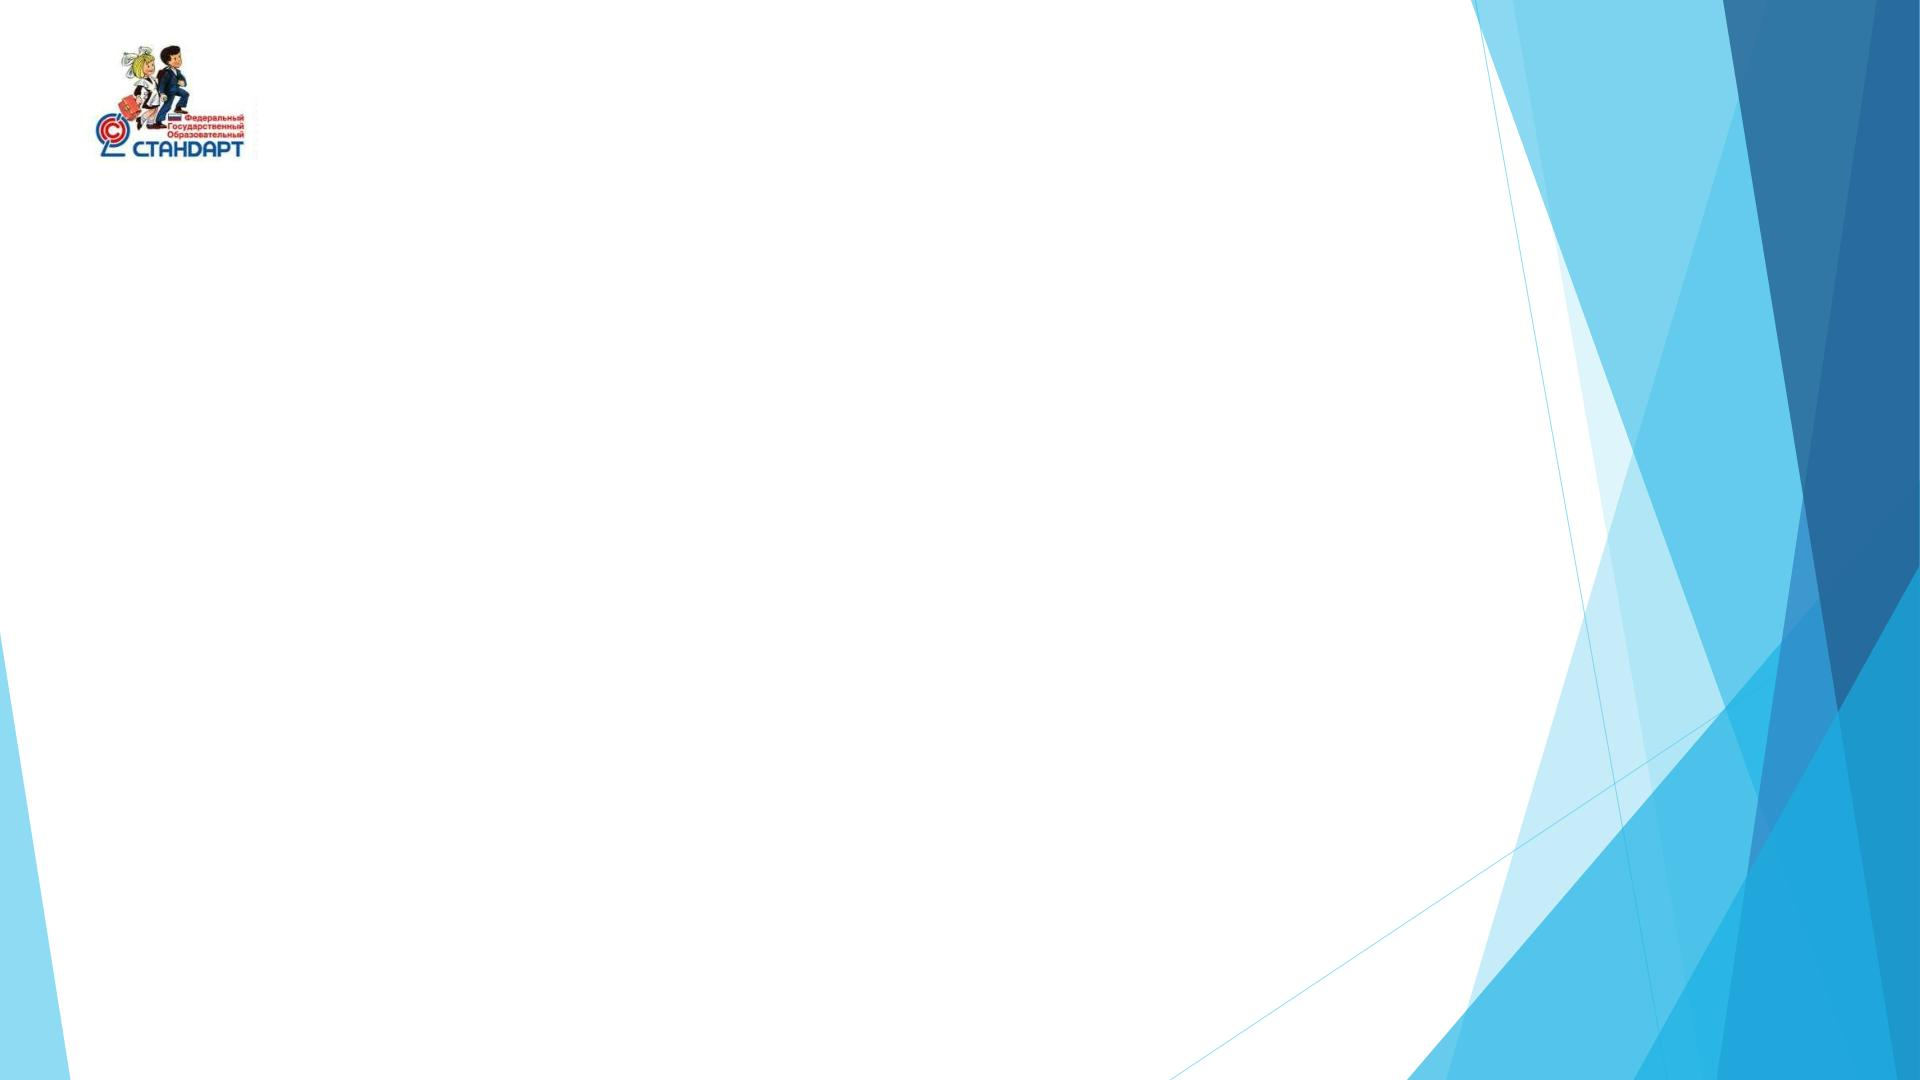 Федеральный
Государственный
Образовательный
СТАНДАРТ